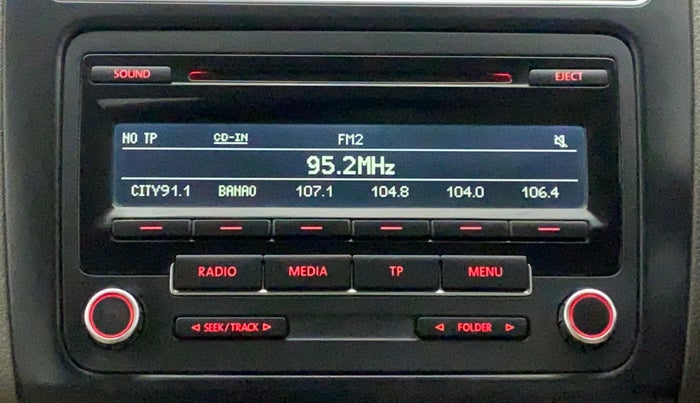 SOUND EJECT
NO TP CD-IN FM2
95.2MHz
CITY91.1 BANAO 107.1 104.8 104.0 106.4
RADIO MEDIA TP MENU
SEEK/TRACK FOLDER